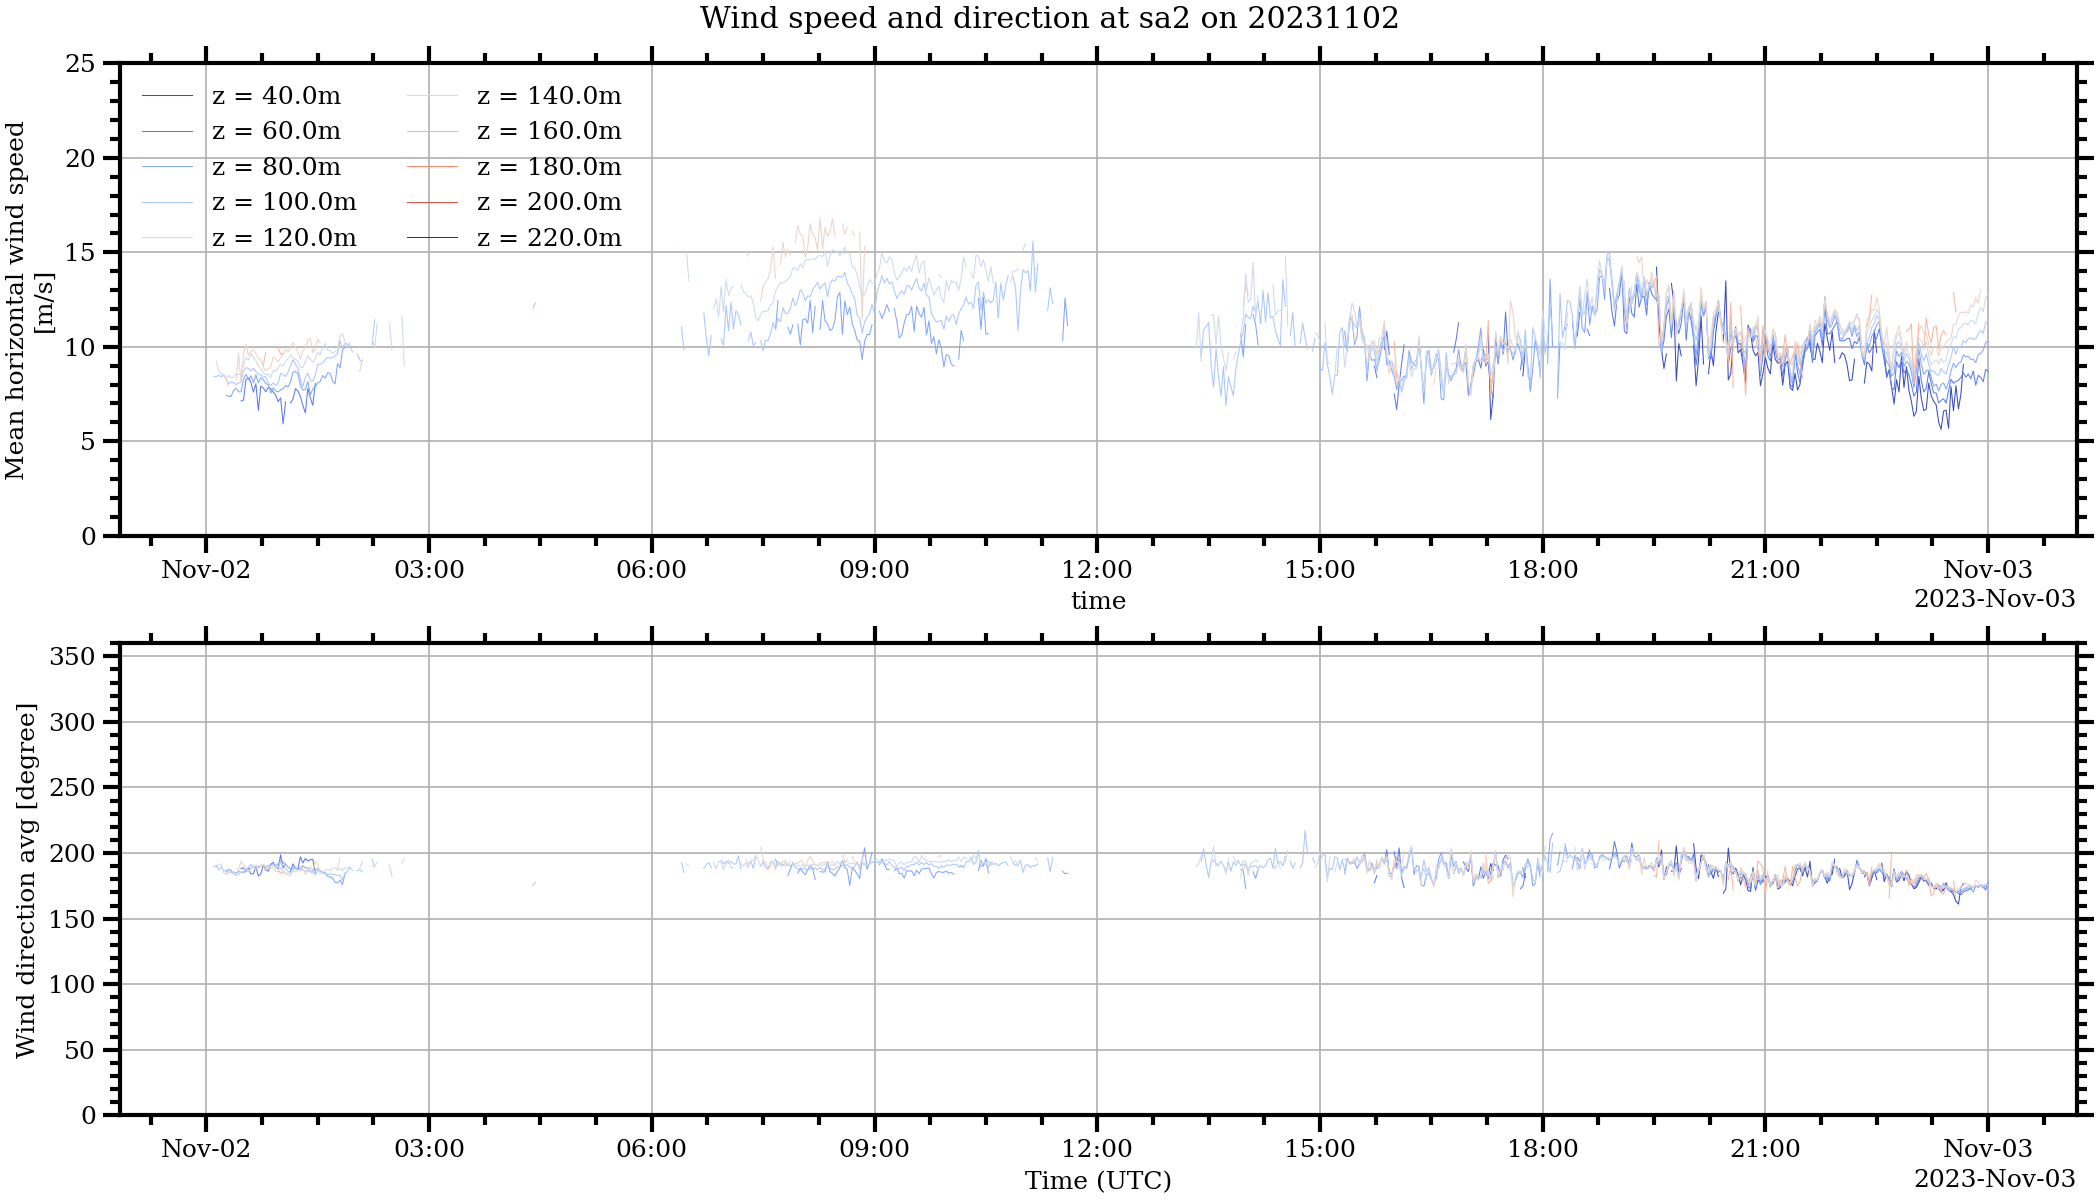 Wind speed and direction at sa2 on 20231102
Mean horizontal wind speed
[m/s]
25
20
15
10
5
0
z = 40.0m
z = 60.0m
z = 80.0m
z = 100.0m
z = 120.0m
z = 140.0m
z = 160.0m
z = 180.0m
z = 200.0m
z = 220.0m
Nov-02 03:00 06:00 09:00 12:00 15:00 18:00 21:00 Nov-03
time
2023-Nov-03
Wind direction avg [degree]
350
300
250
200
150
100
50
0
Nov-02 03:00 06:00 09:00 12:00 15:00 18:00 21:00 Nov-03
Time (UTC)
2023-Nov-03